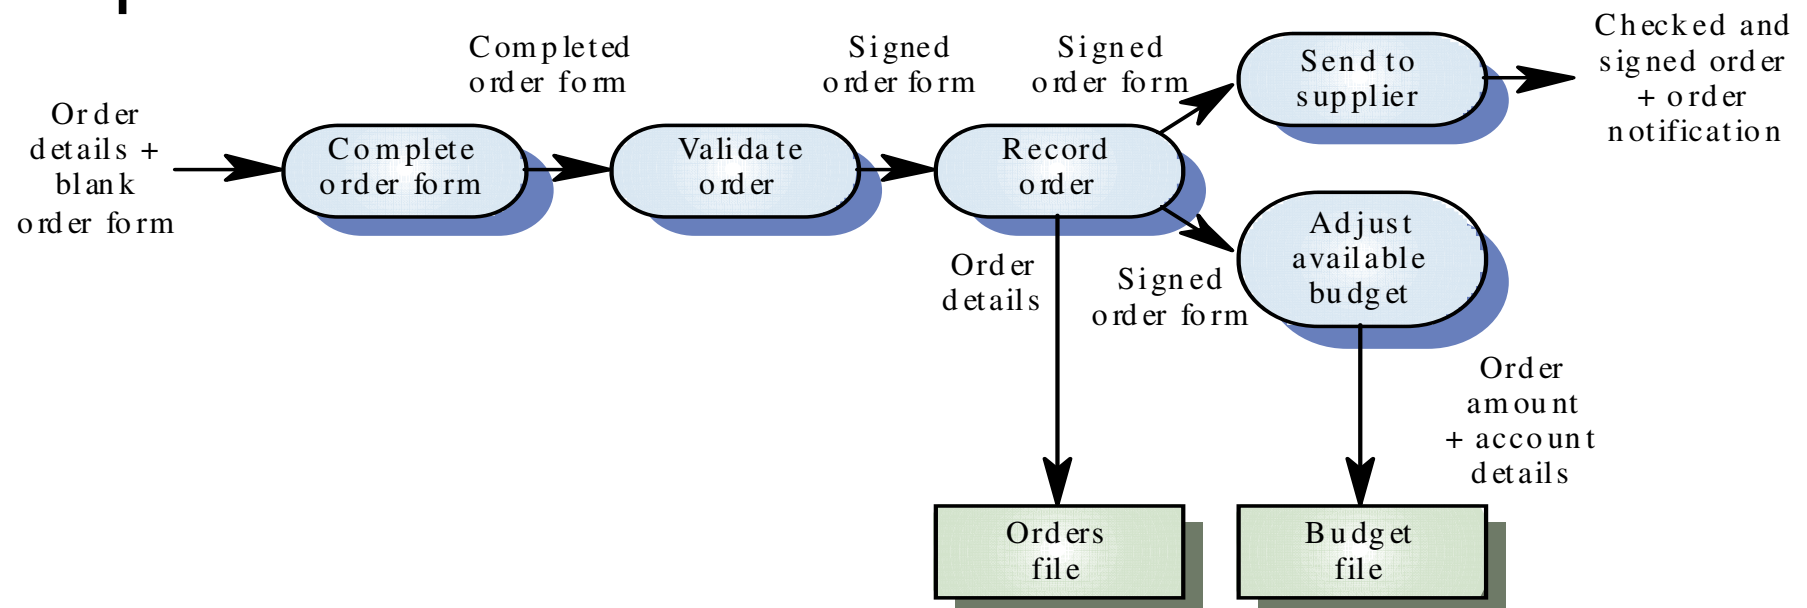 Order
details +
blank
order form
Complete
order form
Completed
order form
Validate
order
Signed
order form
Record
order
Signed
order form
Send to
supplier
Checked and
signed order
+ order
notification
Order
details
Signed
order form
Adjust
available
budget
Order
amount
+ account
details
Orders
file
Budget
file